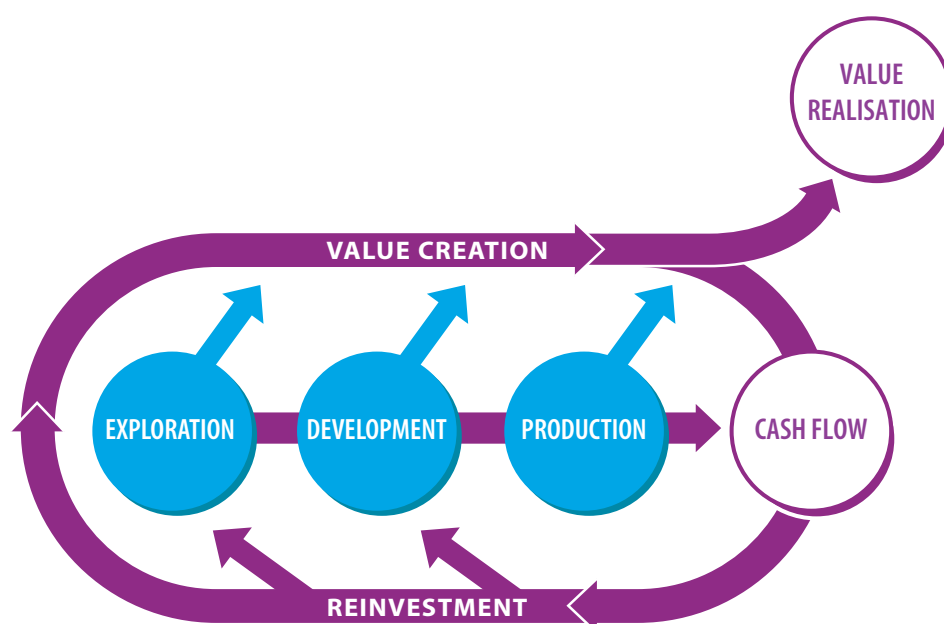 VALUE
REALISATION
VALUE CREATION
EXPLORATION
DEVELOPMENT
PRODUCTION
CASH FLOW
REINVESTMENT